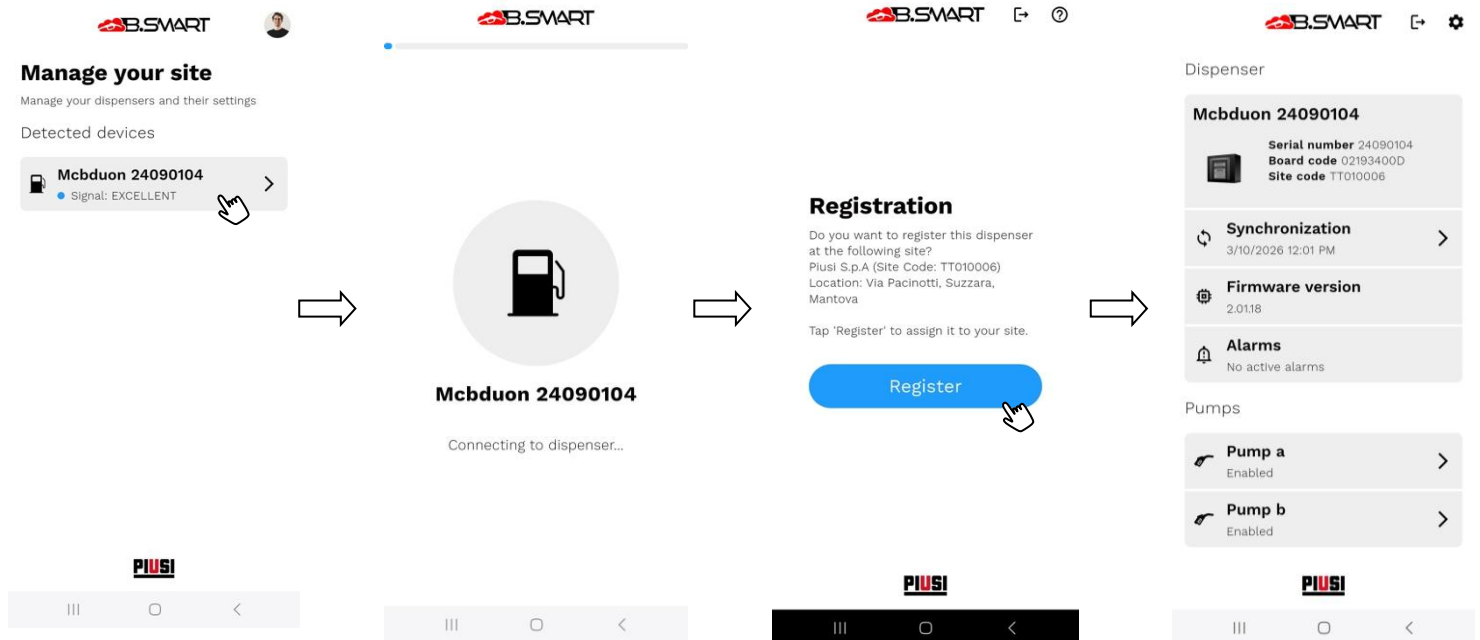 B.SMART
Manage your site
Manage your dispensers and their settings
Detected devices
Mcbduon 24090104
Signal: EXCELLENT
PIUSI
B.SMART
Mcbduon 24090104
Connecting to dispenser...
B.SMART
Registration
Do you want to register this dispenser
at the following site?
Piusi S.p.A (Site Code: TT010006)
Location: Via Pacinotti, Suzzara,
Mantova
Tap 'Register' to assign it to your site.
Register
PIUSI
B.SMART
Dispenser
Mcbduon 24090104
Serial number 24090104
Board code 02193400D
Site code TT010006
Synchronization
3/10/2026 12:01 PM
Firmware version
2.01.18
Alarms
No active alarms
Pumps
Pump a
Enabled
Pump b
Enabled
PIUSI